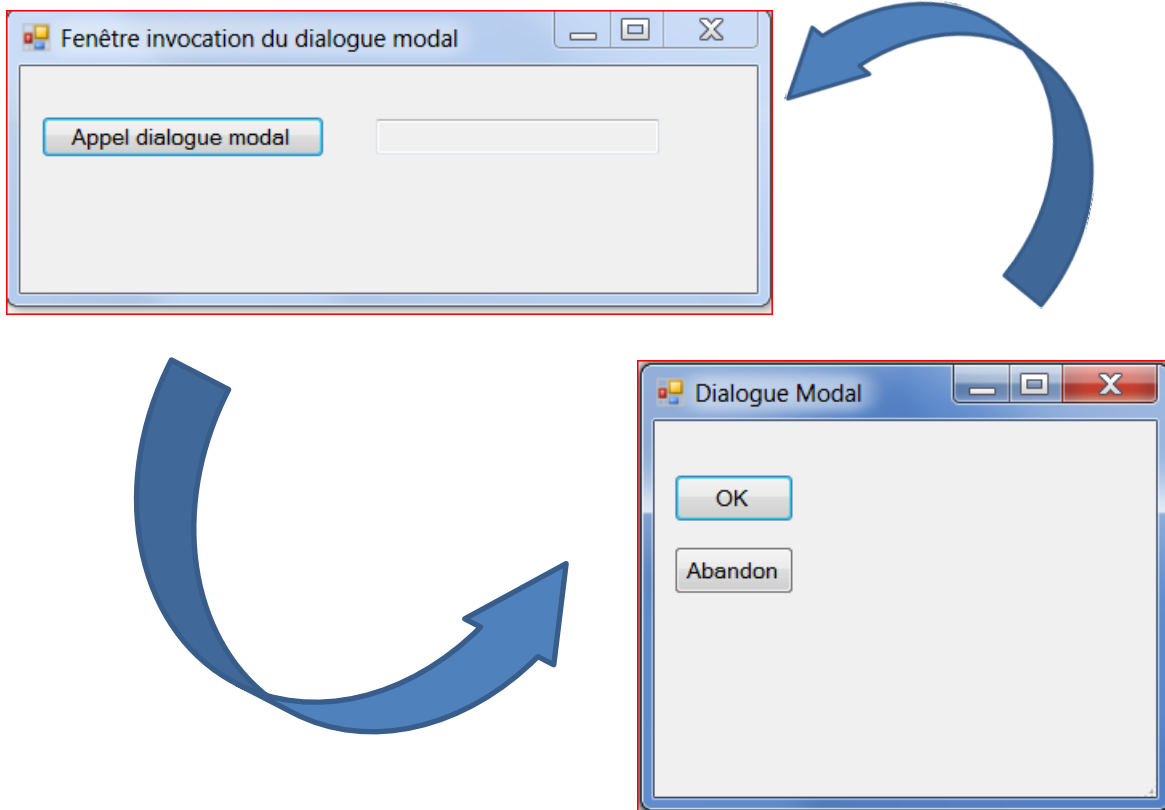 Fenêtre invocation du dialogue modal
Appel dialogue modal
Dialogue Modal
OK
Abandon